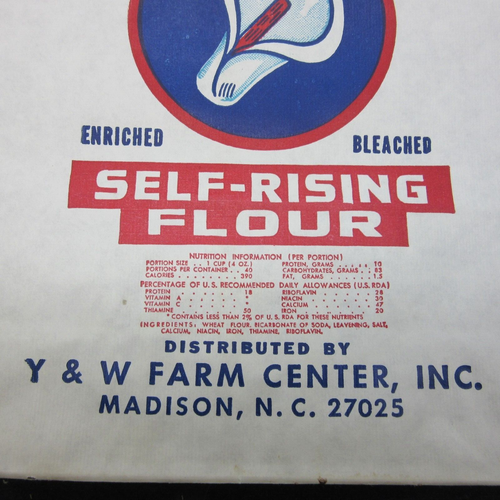 ENRICHED BLEACHED
SELF-RISING
FLOUR
NUTRITION INFORMATION (PER PORTION)
PORTION SIZE . . 1 CUP (4 OZ.) PROTEIN, GRAMS . . . . . 10
PORTIONS PER CONTAINER . . 40 CARBOHYDRATES, GRAMS . . 83
CALORIES . . . . . . . . . . 390 FAT, GRAMS . . . . . . 1.5
PERCENTAGE OF U.S. RECOMMENDED DAILY ALLOWANCES (U.S. RDA)
PROTEIN . . . . . . . . . . 18 RIBOFLAVIN . . . . . . 28
VITAMIN A . . . . . . . . . * NIACIN . . . . . . . . 30
VITAMIN C . . . . . . . . . * CALCIUM . . . . . . . 47
THIAMINE . . . . . . . . . 50 IRON . . . . . . . . . 20
* CONTAINS LESS THAN 2% OF U. S. RDA FOR THESE NUTRIENTS
INGREDIENTS: WHEAT FLOUR, BICARBONATE OF SODA, LEAVENING, SALT,
CALCIUM, NIACIN, IRON, THIAMINE, RIBOFLAVIN.
DISTRIBUTED BY
Y & W FARM CENTER, INC.
MADISON, N. C. 27025